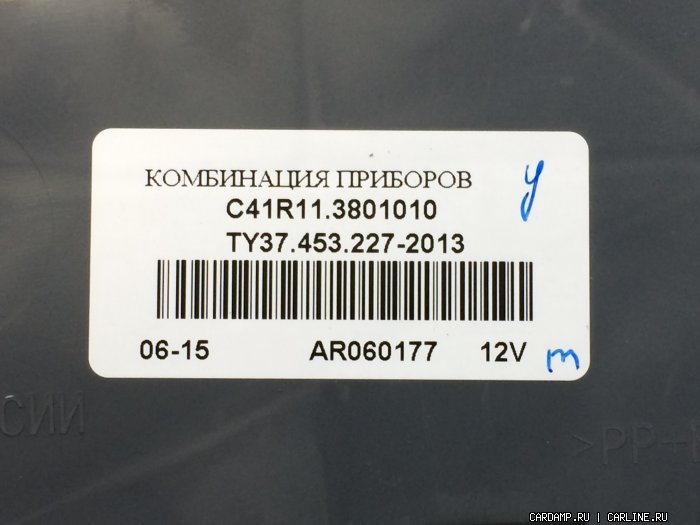 КОМБИНАЦИЯ ПРИБОРОВ
C41R11.3801010
ТУ37.453.227-2013
06-15 AR060177 12V
У
m
СИИ
>PP+
CARDAMP.RU | CARLINE.RU